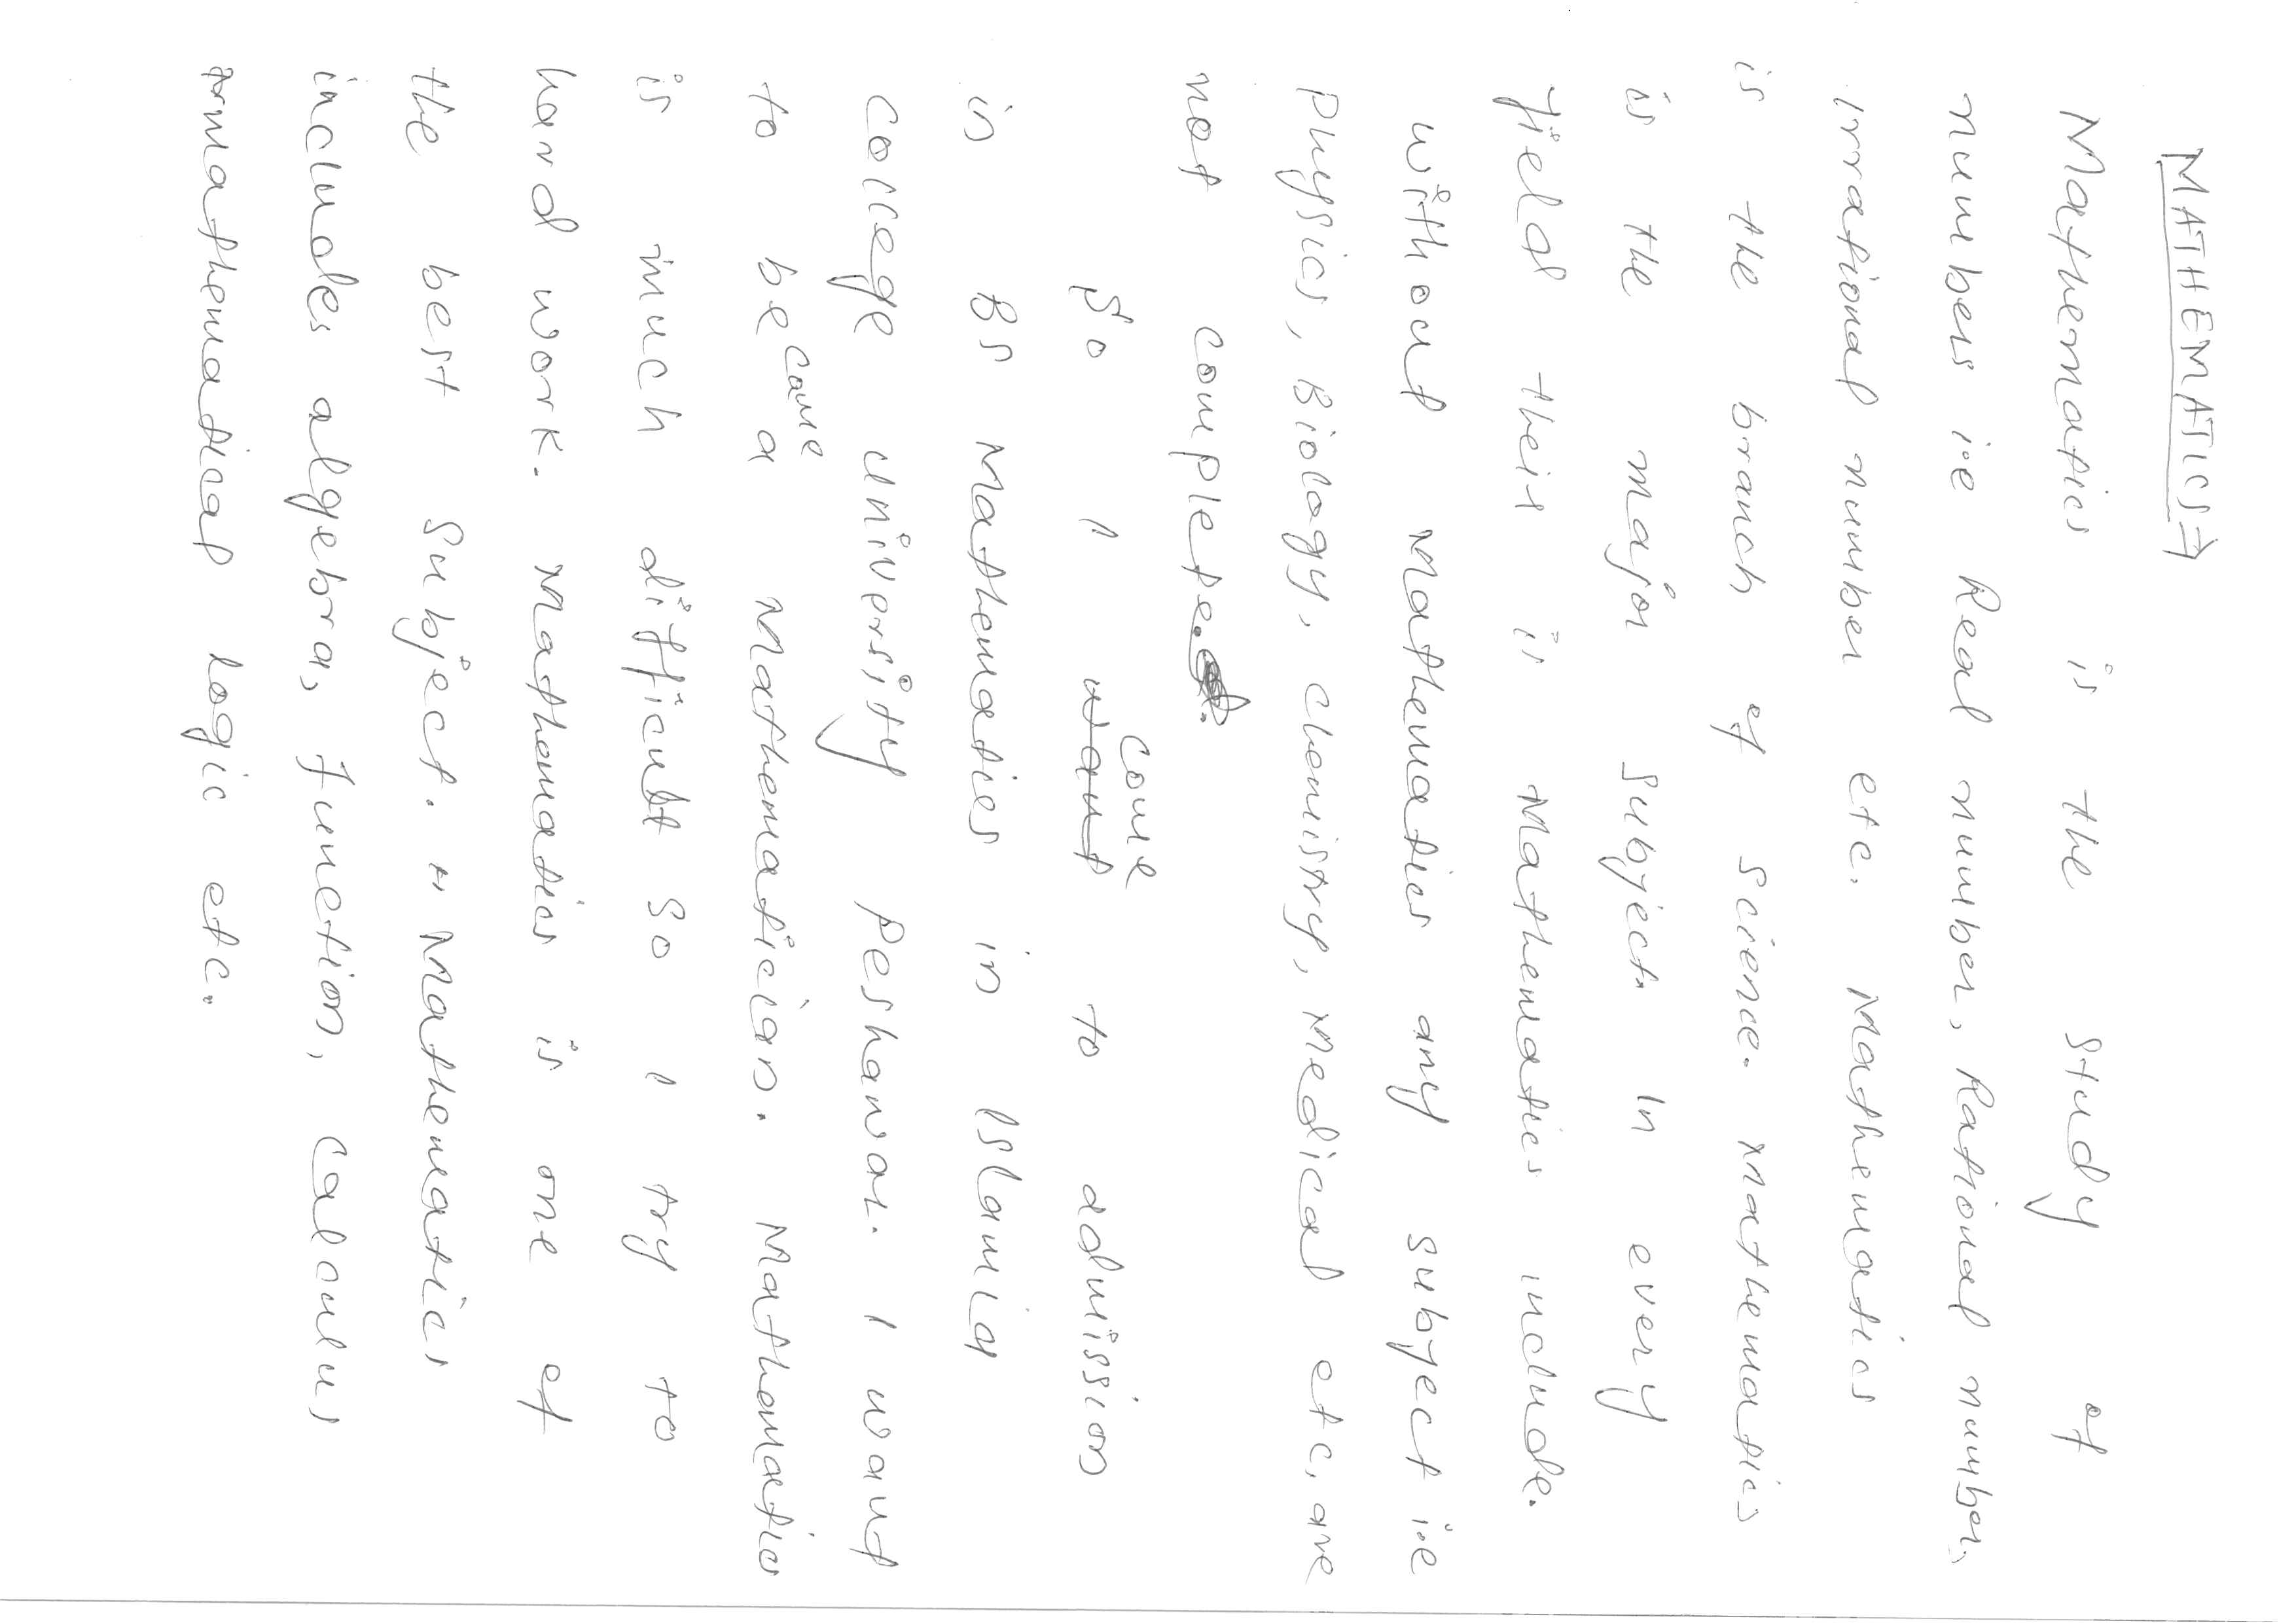 MATHEMATICS⇒
Mathematics is the study of
numbers i.e Real number, Rational number,
Irrational number etc. Mathematics
is the branch of science. Mathematics
is the major subject. In every
field their is Mathematics include.
without Mathematics any subject i.e
Physics, Biology, Chemistry, Medical etc, are
not complete.
So I come to admission
in BS Mathematics in Islamia
college university Peshawar. I want
to became a Mathematician. Mathematics
is much difficult so I try to
hard work. Mathematics is one of
the best subject. Mathematics
includes algebra, function, calculus
mathematical logic etc.